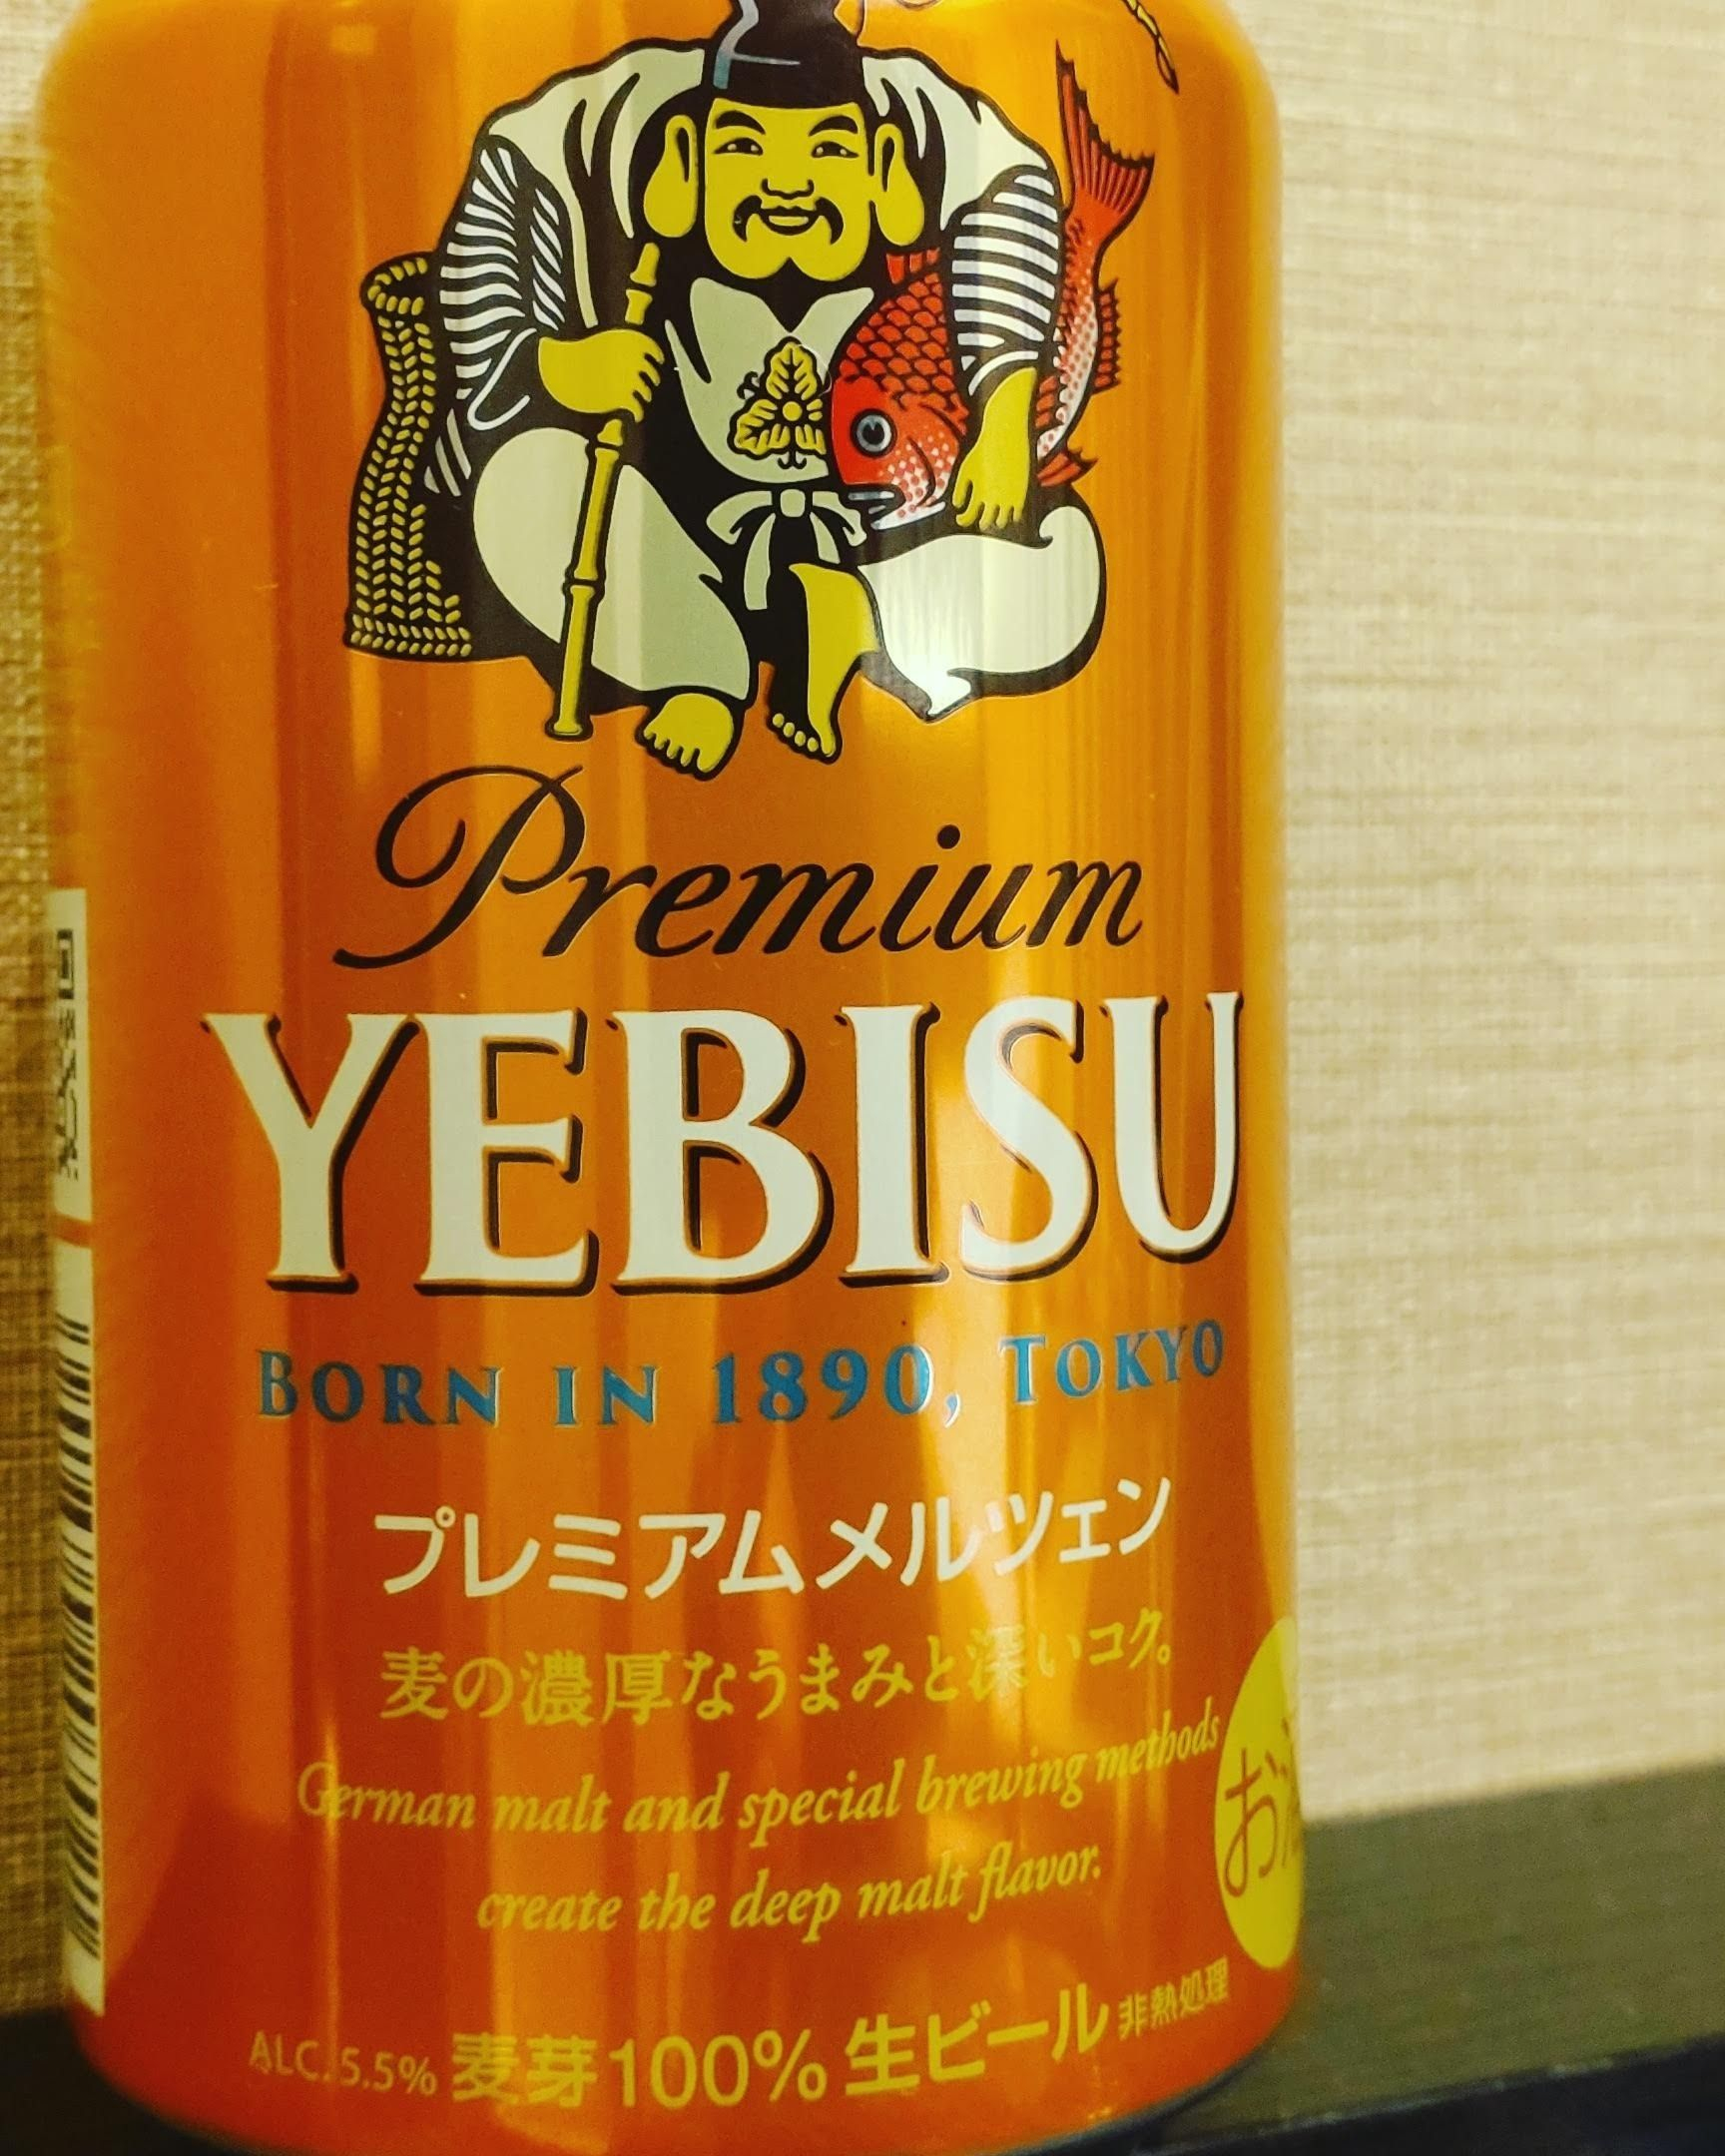 Premium
YEBISU
BORN IN 1890, TOKYO
プレミアムメルツェン
麦の濃厚なうまみと深いコク。
German malt and special brewing methods
create the deep malt flavor.
お
ALC.5.5% 麦芽100% 生ビール 非熱処理